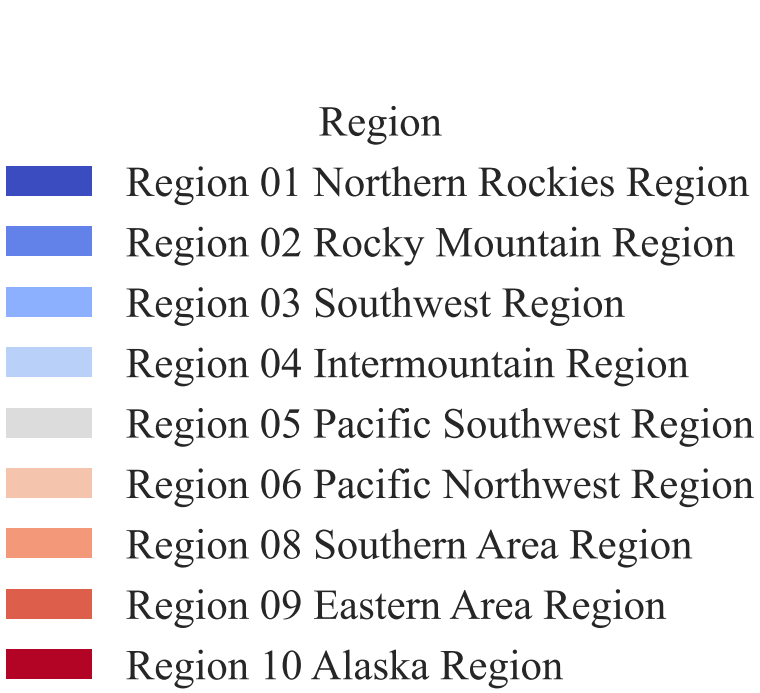 Region
Region 01 Northern Rockies Region
Region 02 Rocky Mountain Region
Region 03 Southwest Region
Region 04 Intermountain Region
Region 05 Pacific Southwest Region
Region 06 Pacific Northwest Region
Region 08 Southern Area Region
Region 09 Eastern Area Region
Region 10 Alaska Region